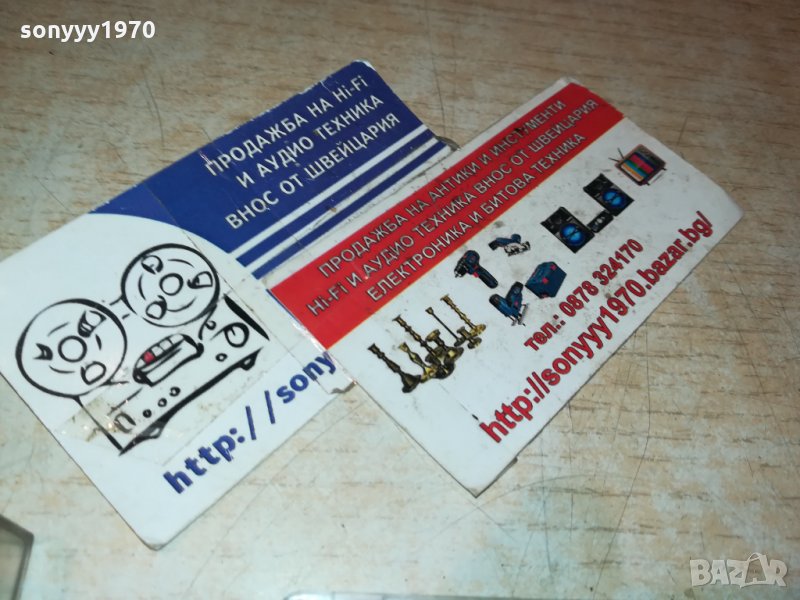 sonyyy1970
ПРОДАЖБА НА Hi-Fi
И АУДИО ТЕХНИКА
ВНОС ОТ ШВЕЙЦАРИЯ
http://sony
ПРОДАЖБА НА АНТИКИ И ИНСТРУМЕНТИ
Hi-Fi И АУДИО ТЕХНИКА ВНОС ОТ ШВЕЙЦАРИЯ
ЕЛЕКТРОНИКА И БИТОВА ТЕХНИКА
тел.: 0878 324170
http://sonyyy1970.bazar.bg/
BAZAR